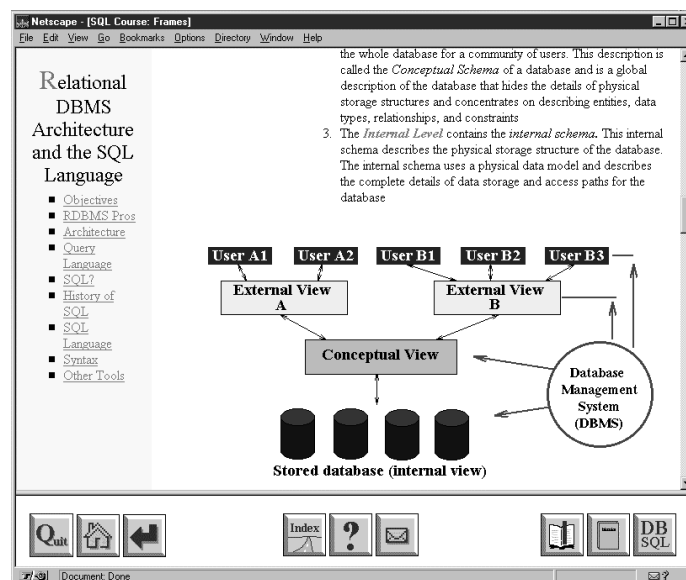 Netscape - [SQL Course: Frames]
File Edit View Go Bookmarks Options Directory Window Help
Relational
DBMS
Architecture
and the SQL
Language
Objectives
RDBMS Pros
Architecture
Query
Language
SQL?
History of
SQL
SQL
Language
Syntax
Other Tools
the whole database for a community of users. This description is
called the Conceptual Schema of a database and is a global
description of the database that hides the details of physical
storage structures and concentrates on describing entities, data
types, relationships, and constraints
3. The Internal Level contains the internal schema. This internal
schema describes the physical storage structure of the database.
The internal schema uses a physical data model and describes
the complete details of data storage and access paths for the
database
User A1 User A2 User B1 User B2 User B3
External View
A
External View
B
Conceptual View
Database
Management
System
(DBMS)
Stored database (internal view)
Quit
Index
?
DB
SQL
Document: Done
?